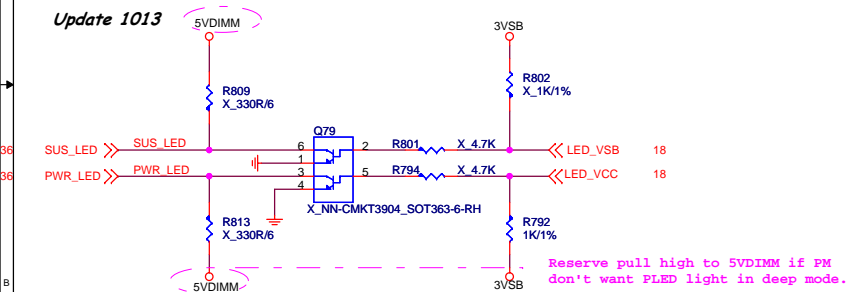 Update 1013
5VDIMM
3VSB
R809
X_330R/6
R802
X_1K/1%
Q79
36 SUS_LED SUS_LED 6 2 R801 X_4.7K LED_VSB 18
1
36 PWR_LED PWR_LED 3 5 R794 X_4.7K LED_VCC 18
4
X_NN-CMKT3904_SOT363-6-RH
R813
X_330R/6
R792
1K/1%
5VDIMM
3VSB
Reserve pull high to 5VDIMM if PM
don't want PLED light in deep mode.
B